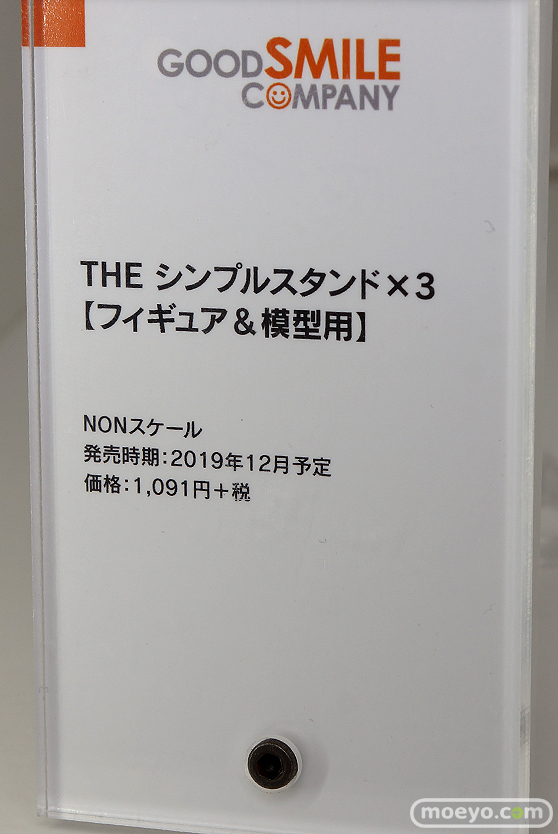 GOODSMILE
COMPANY
THE シンプルスタンド×3
【フィギュア＆模型用】
NONスケール
発売時期：2019年12月予定
価格：1,091円＋税
moeyo.com